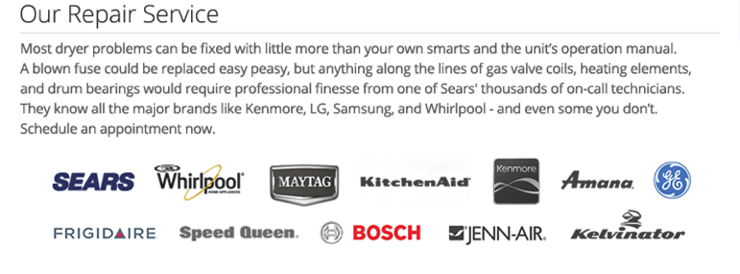 Our Repair Service
Most dryer problems can be fixed with little more than your own smarts and the unit's operation manual.
A blown fuse could be replaced easy peasy, but anything along the lines of gas valve coils, heating elements,
and drum bearings would require professional finesse from one of Sears' thousands of on-call technicians.
They know all the major brands like Kenmore, LG, Samsung, and Whirlpool - and even some you don't.
Schedule an appointment now.
SEARS Whirlpool HOME APPLIANCES MAYTAG KitchenAid Kenmore Amana GE
FRIGIDAIRE Speed Queen BOSCH JENN-AIR Kelvinator